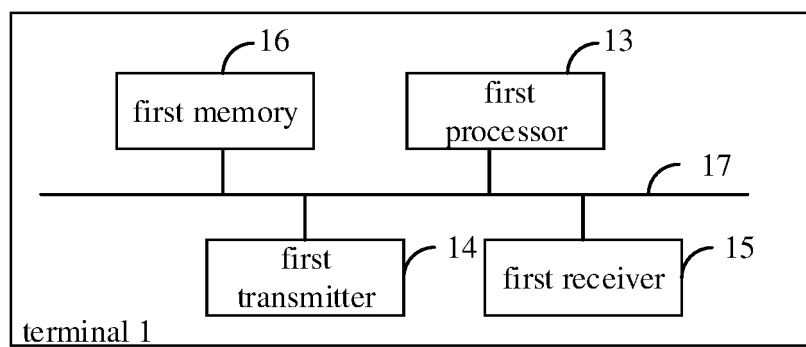 16
13
first memory
first
processor
17
first
transmitter
14
first receiver
15
terminal 1